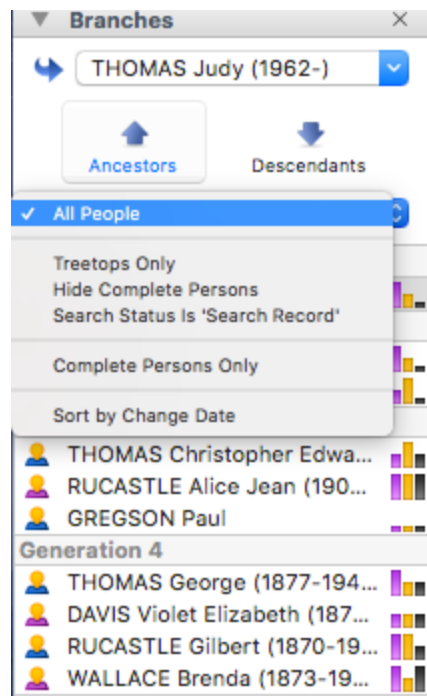 Branches
THOMAS Judy (1962-)
Ancestors
Descendants
All People
Treetops Only
Hide Complete Persons
Search Status Is 'Search Record'
Complete Persons Only
Sort by Change Date
THOMAS Christopher Edwa...
RUCASTLE Alice Jean (190...
GREGSON Paul
Generation 4
THOMAS George (1877-194...
DAVIS Violet Elizabeth (187...
RUCASTLE Gilbert (1870-19...
WALLACE Brenda (1873-19...